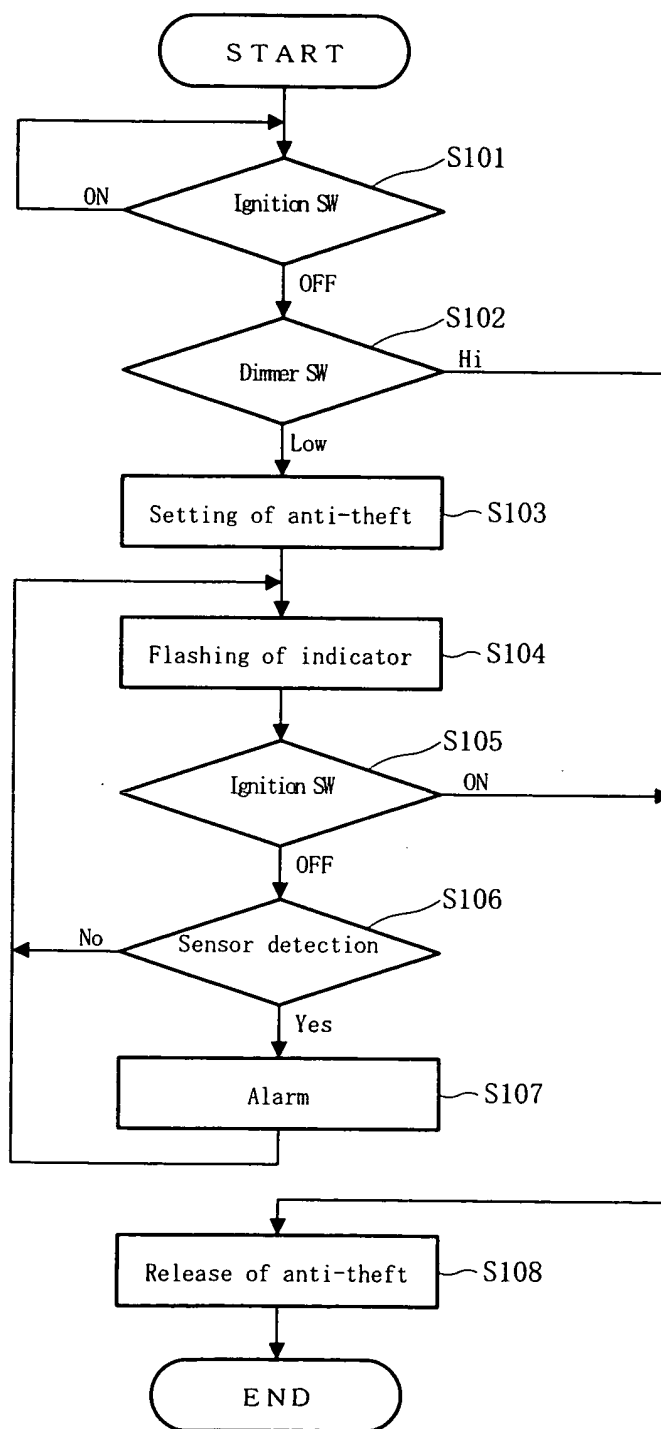 START
S101
Ignition SW
ON
OFF
S102
Dimmer SW
Hi
Low
Setting of anti-theft
S103
Flashing of indicator
S104
S105
Ignition SW
ON
OFF
S106
Sensor detection
No
Yes
Alarm
S107
Release of anti-theft
S108
END